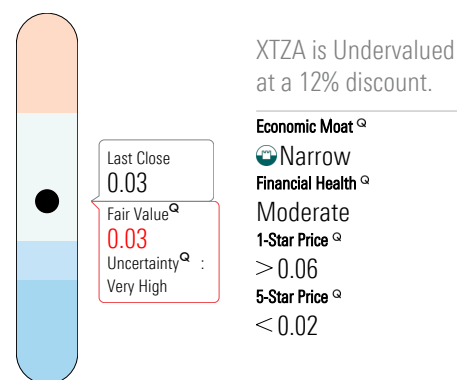 XTZA is Undervalued
at a 12% discount.
Last Close
0.03
Fair Value Q
0.03
Uncertainty Q :
Very High
Economic Moat Q
Narrow
Financial Health Q
Moderate
1-Star Price Q
>0.06
5-Star Price Q
<0.02